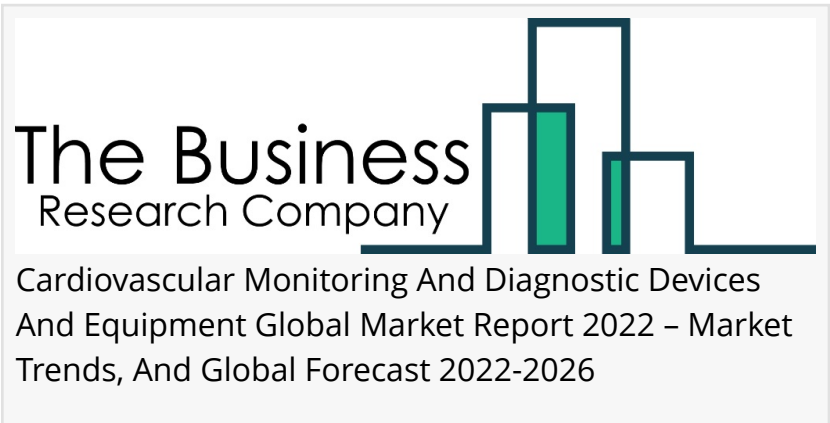 The Business
Research Company
Cardiovascular Monitoring And Diagnostic Devices
And Equipment Global Market Report 2022 – Market
Trends, And Global Forecast 2022-2026